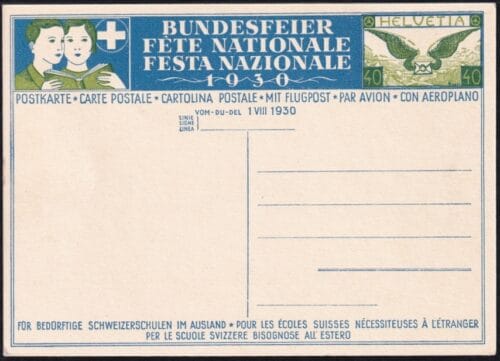 BUNDESFEIER
FÊTE NATIONALE
FESTA NAZIONALE
1930
HELVETIA
40 40
POSTKARTE • CARTE POSTALE • CARTOLINA POSTALE • MIT FLUGPOST • PAR AVION • CON AEROPLANO
VOM-DU-DEL 1 VIII 1930
LINIE
LIGNE
LINEA
FÜR BEDÜRFTIGE SCHWEIZERSCHULEN IM AUSLAND • POUR LES ÉCOLES SUISSES NÉCESSITEUSES À L'ÉTRANGER
PER LE SCUOLE SVIZZERE BISOGNOSE ALL'ESTERO